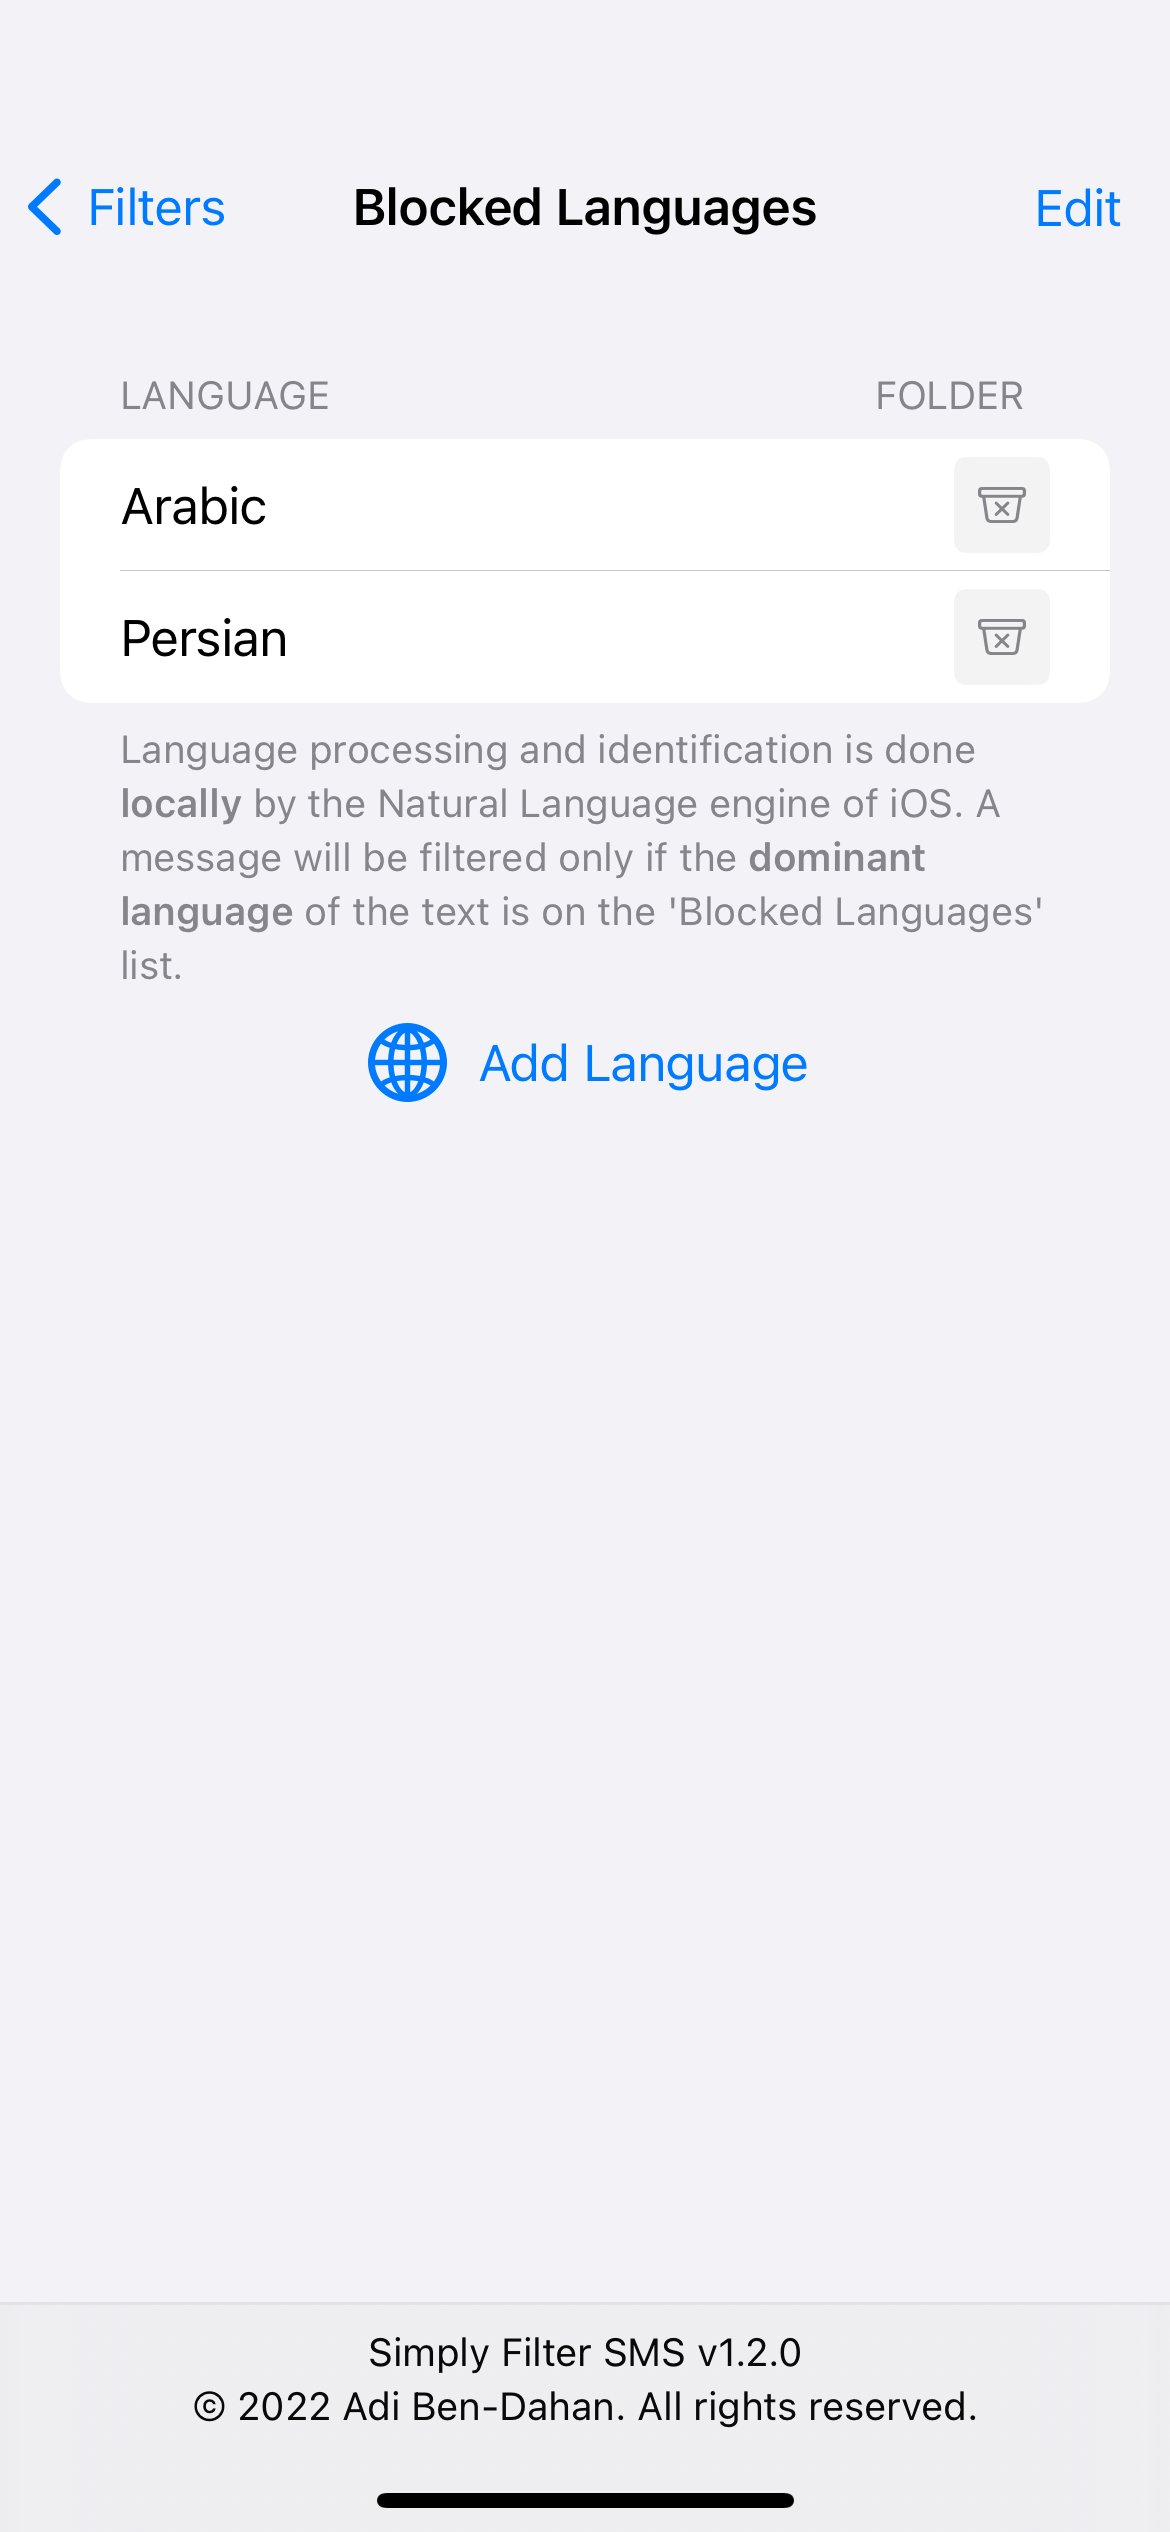 Filters
Blocked Languages
Edit
LANGUAGE
FOLDER
Arabic
Persian
Language processing and identification is done
locally by the Natural Language engine of iOS. A
message will be filtered only if the dominant
language of the text is on the 'Blocked Languages'
list.
Add Language
Simply Filter SMS v1.2.0
© 2022 Adi Ben-Dahan. All rights reserved.